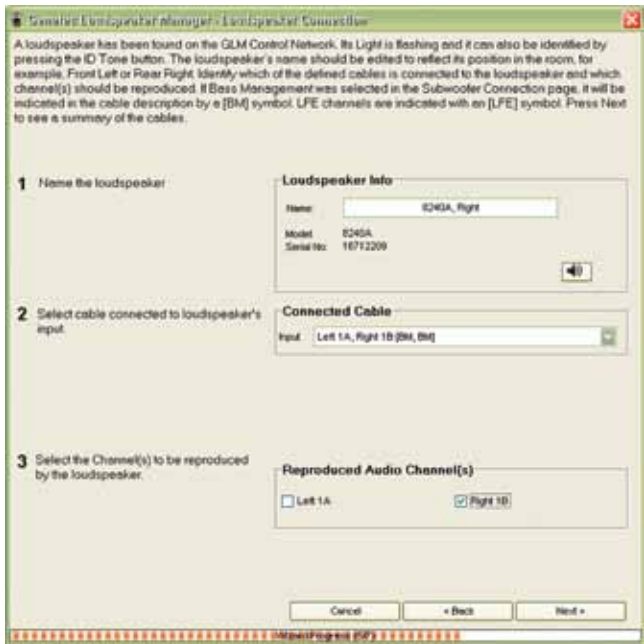 Genelec Loudspeaker Manager - Loudspeaker Connection
A loudspeaker has been found on the GLM Control Network. Its Light is flashing and it can also be identified by
pressing the ID Tone button. The loudspeaker's name should be edited to reflect its position in the room, for
example, Front Left or Rear Right. Identify which of the defined cables is connected to the loudspeaker and which
channel(s) should be reproduced. If Bass Management was selected in the Subwoofer Connection page, it will be
indicated in the cable description by a [BM] symbol. LFE channels are indicated with an [LFE] symbol. Press Next
to see a summary of the cables.
1 Name the loudspeaker
Loudspeaker Info
Name: 8240A, Right
Model: 8240A
Serial No: 16712209
2 Select cable connected to loudspeaker's
input.
Connected Cable
Input: Left 1A, Right 1B [BM, BM]
3 Select the Channel(s) to be reproduced
by the loudspeaker.
Reproduced Audio Channel(s)
Left 1A
Right 1B
Cancel
< Back
Next >
Wizard Progress